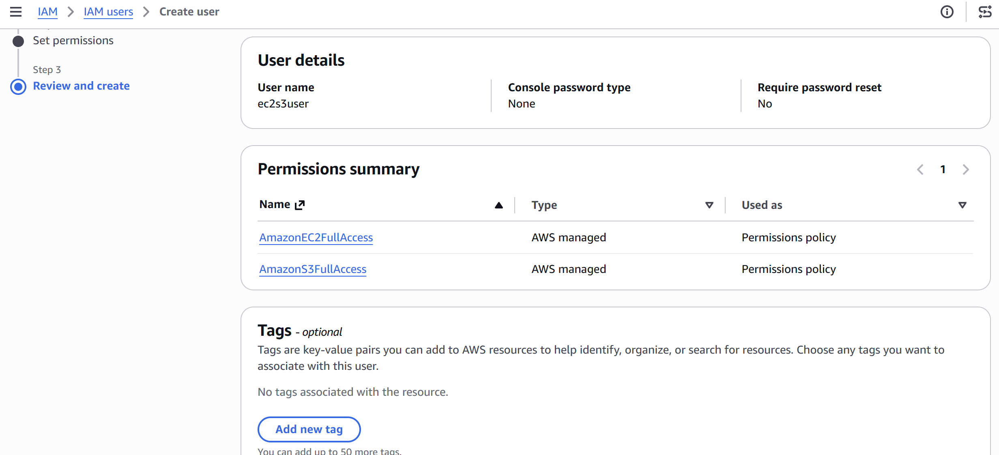 IAM > IAM users > Create user
Set permissions
Step 3
Review and create
User details
User name
ec2s3user
Console password type
None
Require password reset
No
Permissions summary
1
Name Type Used as
AmazonEC2FullAccess AWS managed Permissions policy
AmazonS3FullAccess AWS managed Permissions policy
Tags - optional
Tags are key-value pairs you can add to AWS resources to help identify, organize, or search for resources. Choose any tags you want to
associate with this user.
No tags associated with the resource.
Add new tag
You can add up to 50 more tags.